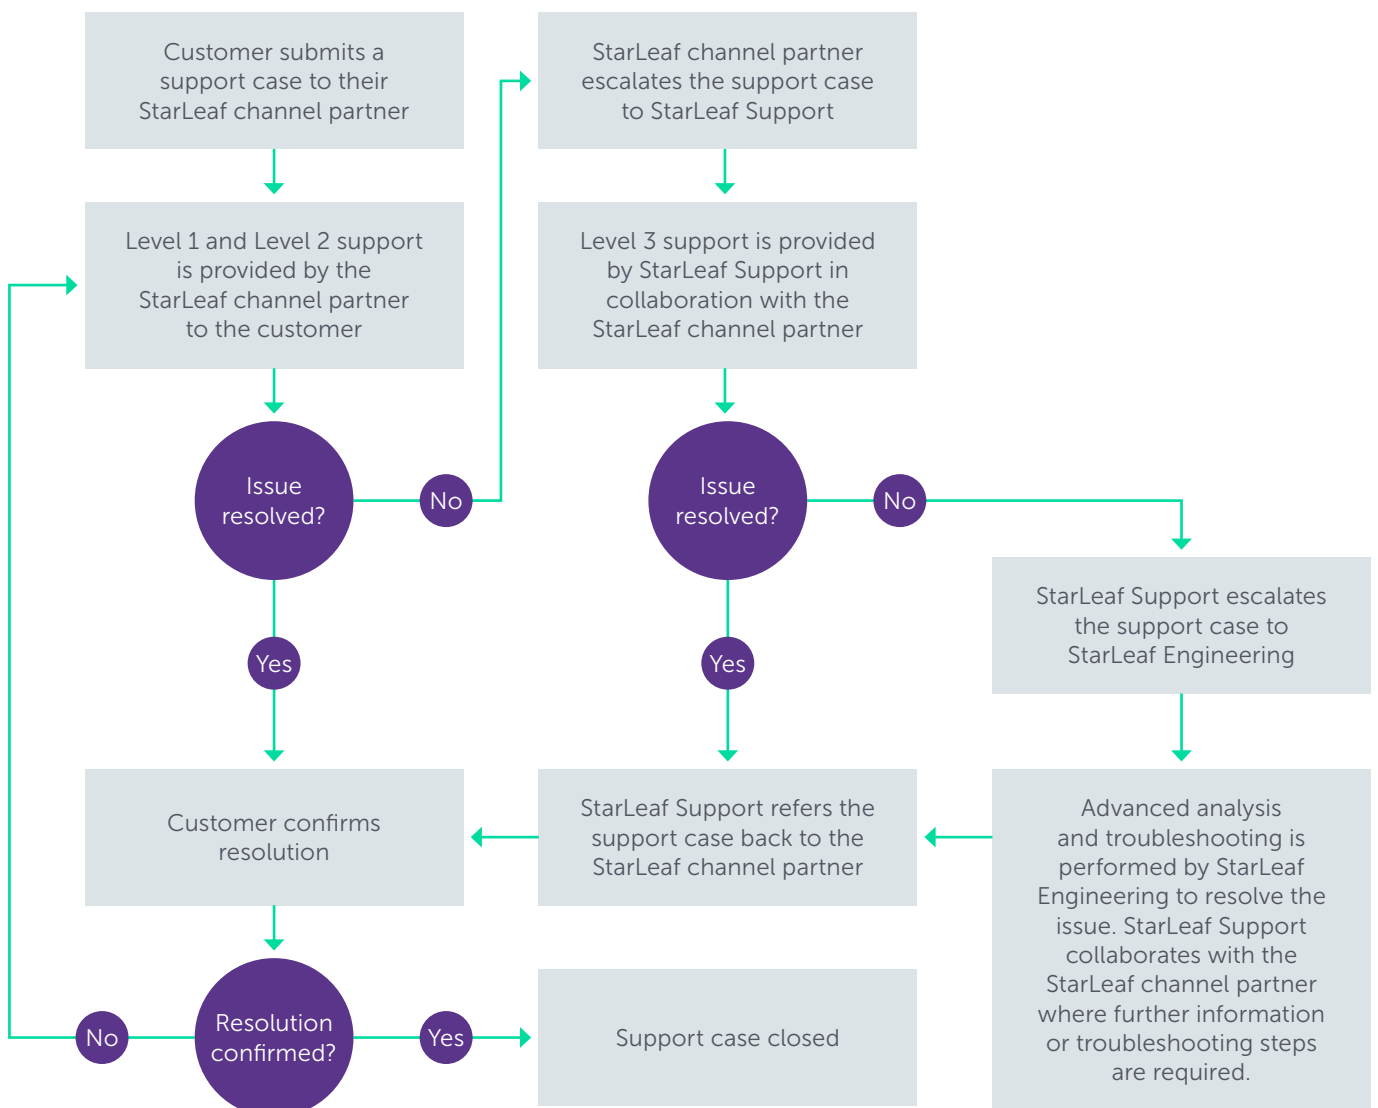 Customer submits a
support case to their
StarLeaf channel partner
Level 1 and Level 2 support
is provided by the
StarLeaf channel partner
to the customer
Issue
resolved?
No
Yes
StarLeaf channel partner
escalates the support case
to StarLeaf Support
Level 3 support is provided
by StarLeaf Support in
collaboration with the
StarLeaf channel partner
Issue
resolved?
No
Yes
StarLeaf Support escalates
the support case to
StarLeaf Engineering
Advanced analysis
and troubleshooting is
performed by StarLeaf
Engineering to resolve the
issue. StarLeaf Support
collaborates with the
StarLeaf channel partner
where further information
or troubleshooting steps
are required.
StarLeaf Support refers the
support case back to the
StarLeaf channel partner
Customer confirms
resolution
Resolution
confirmed?
No
Yes
Support case closed